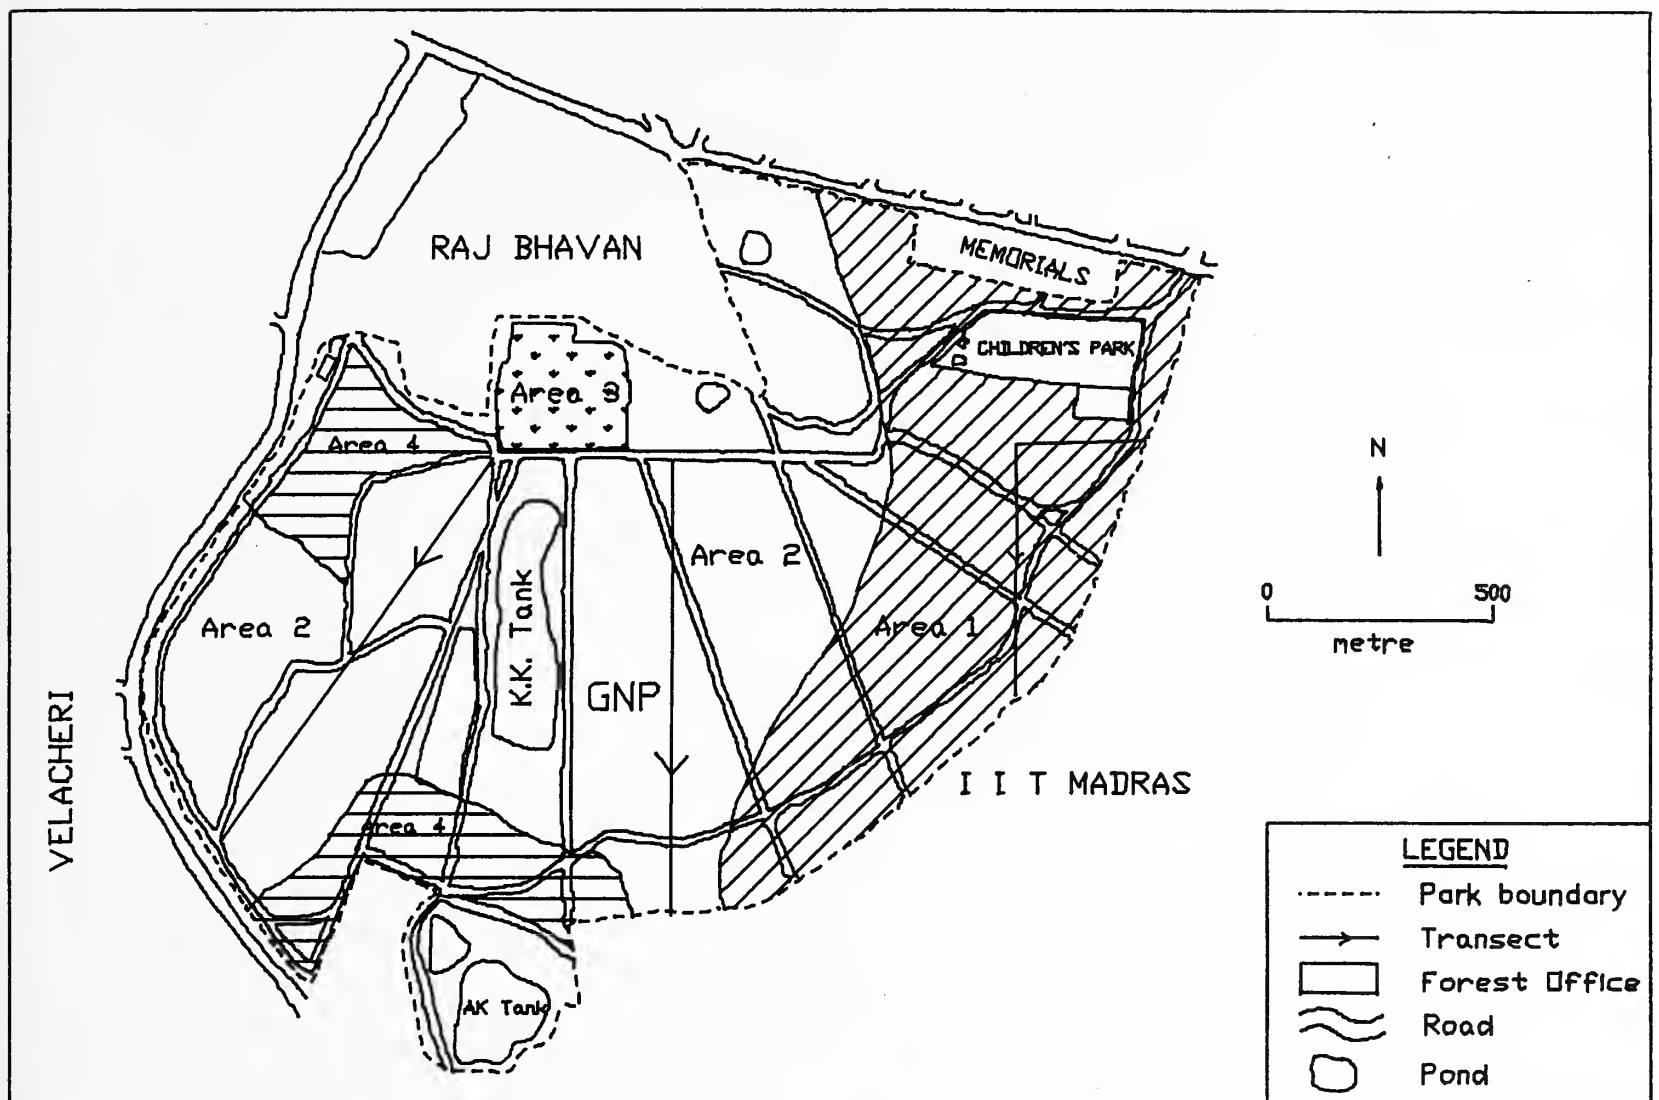 RAJ BHAVAN
MEMORIALS
CHILDREN'S PARK
Area 3
Area 4
N
Area 2
0 500
metre
Area 2
Area 1
K.K. Tank
GNP
VELACHERI
I I T MADRAS
Area 4
AK Tank
LEGEND
Park boundary
Transect
Forest Office
Road
Pond